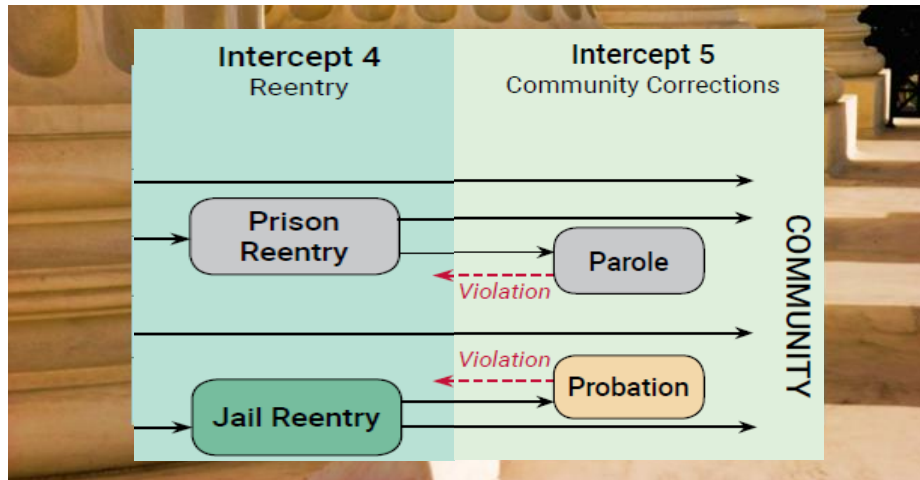 Intercept 4
Reentry
Intercept 5
Community Corrections
Prison
Reentry
Parole
Violation
Violation
Probation
Jail Reentry
COMMUNITY